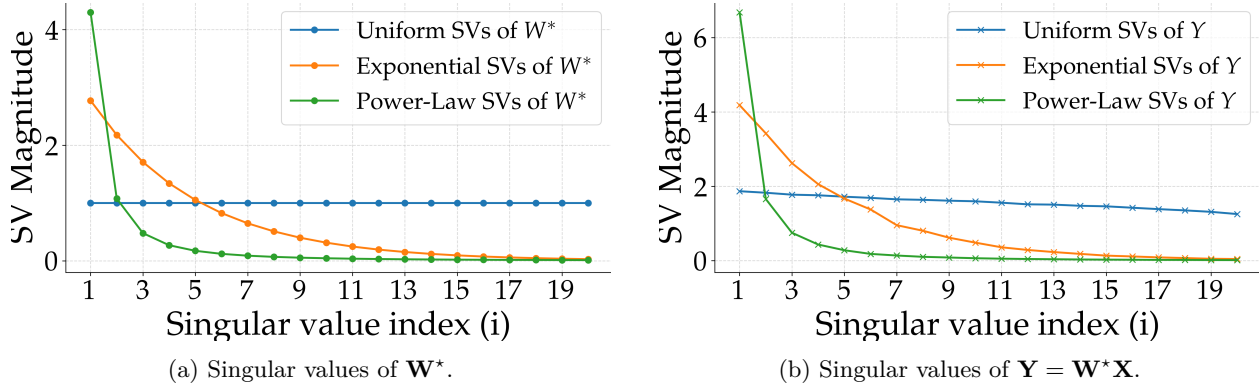 SV Magnitude
4
2
0
Uniform SVs of W*
Exponential SVs of W*
Power-Law SVs of W*
1 3 5 7 9 11 13 15 17 19
Singular value index (i)
(a) Singular values of W⋆.
SV Magnitude
6
4
2
0
Uniform SVs of Y
Exponential SVs of Y
Power-Law SVs of Y
1 3 5 7 9 11 13 15 17 19
Singular value index (i)
(b) Singular values of Y = W⋆X.